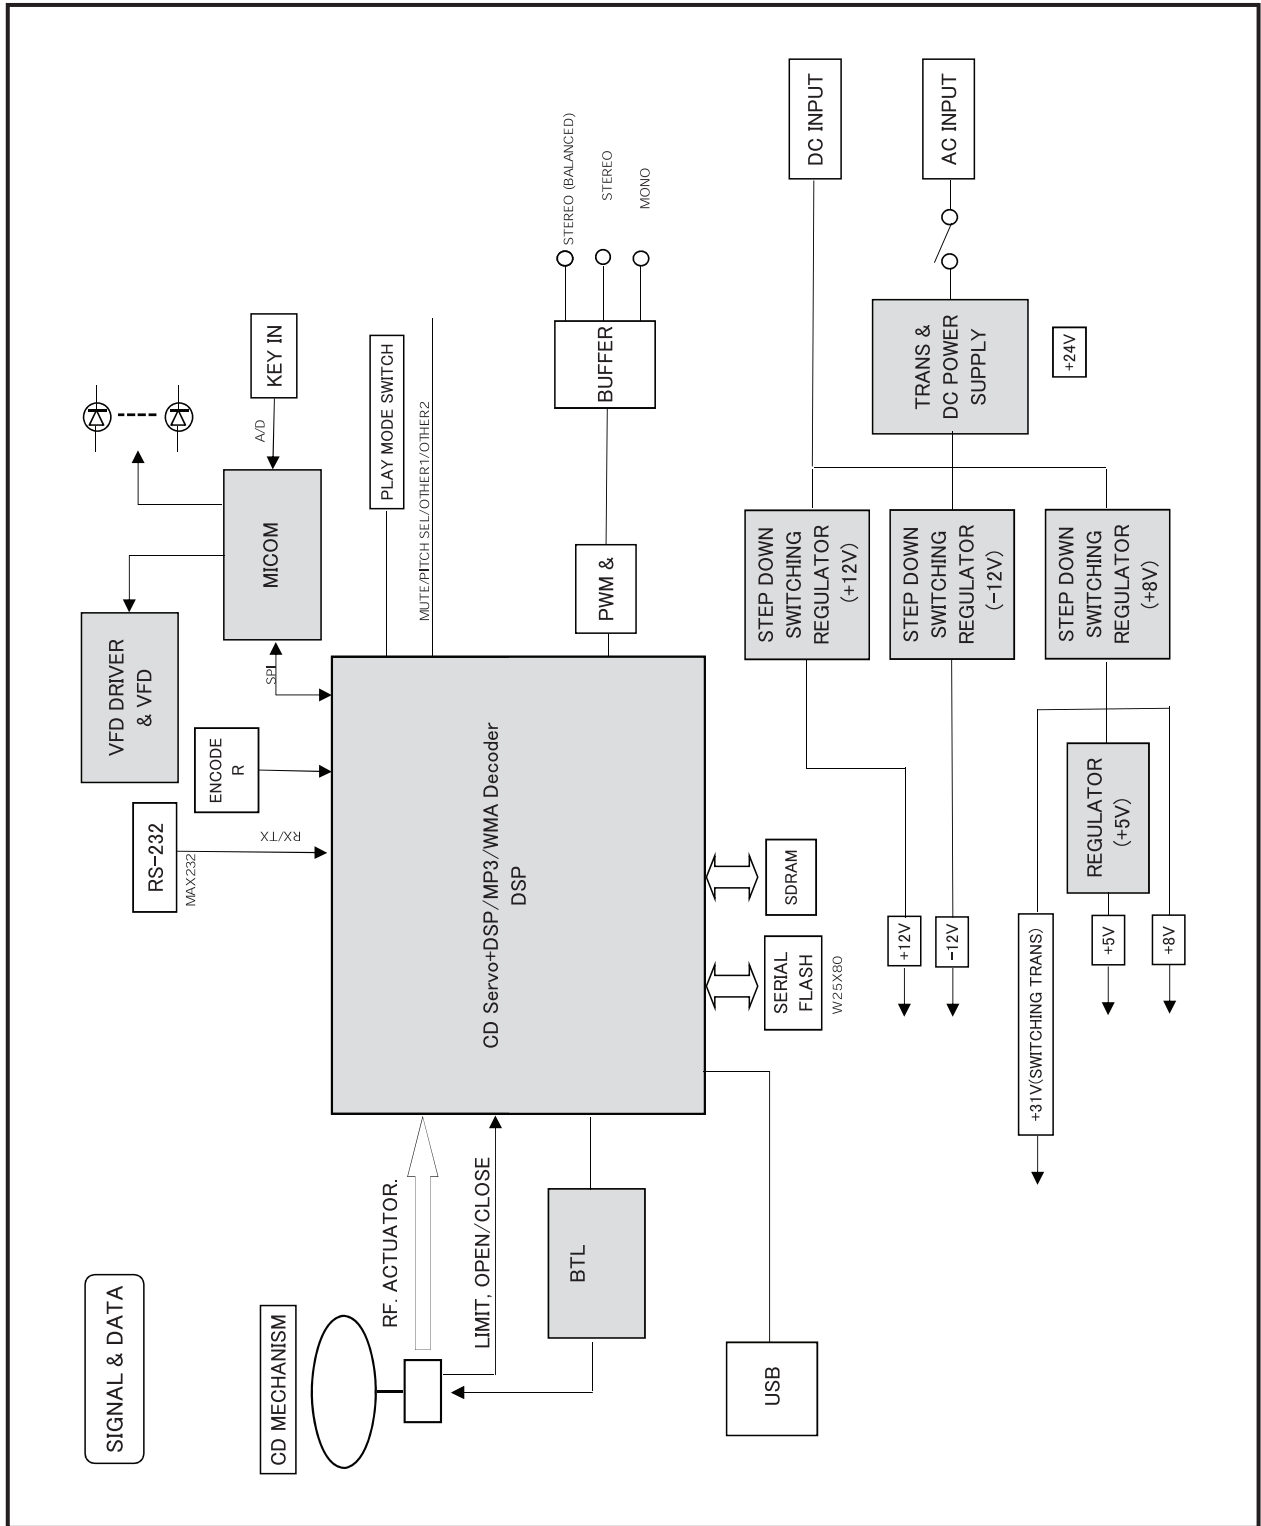 SIGNAL & DATA
CD MECHANISM
RF. ACTUATOR.
LIMIT, OPEN/CLOSE
BTL
USB
RS-232
MAX232
RX/TX
ENCODE
R
VFD DRIVER
& VFD
SPI
MICOM
A/D
KEY IN
PLAY MODE SWITCH
MUTE/PITCH SEL/OTHER1/OTHER2
CD Servo+DSP/MP3/WMA Decoder
DSP
PWM &
BUFFER
STEREO (BALANCED)
STEREO
MONO
SERIAL
FLASH
W25X80
SDRAM
DC INPUT
AC INPUT
TRANS &
DC POWER
SUPPLY
+24V
STEP DOWN
SWITCHING
REGULATOR
(+12V)
STEP DOWN
SWITCHING
REGULATOR
(-12V)
STEP DOWN
SWITCHING
REGULATOR
(+8V)
REGULATOR
(+5V)
+12V
-12V
+31V(SWITCHING TRANS)
+5V
+8V